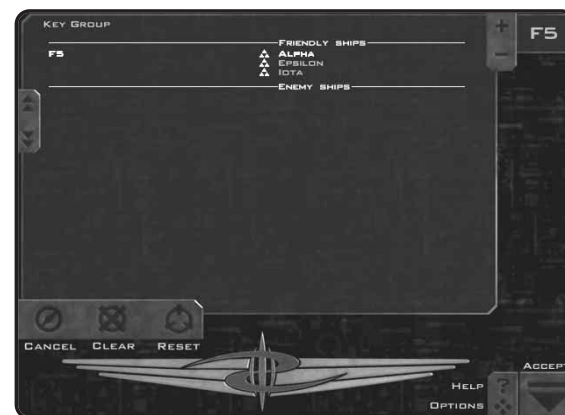 Key Group
F5
Friendly ships
F5 Alpha
Epsilon
Iota
Enemy ships
Cancel Clear Reset
Accept
Help
Options